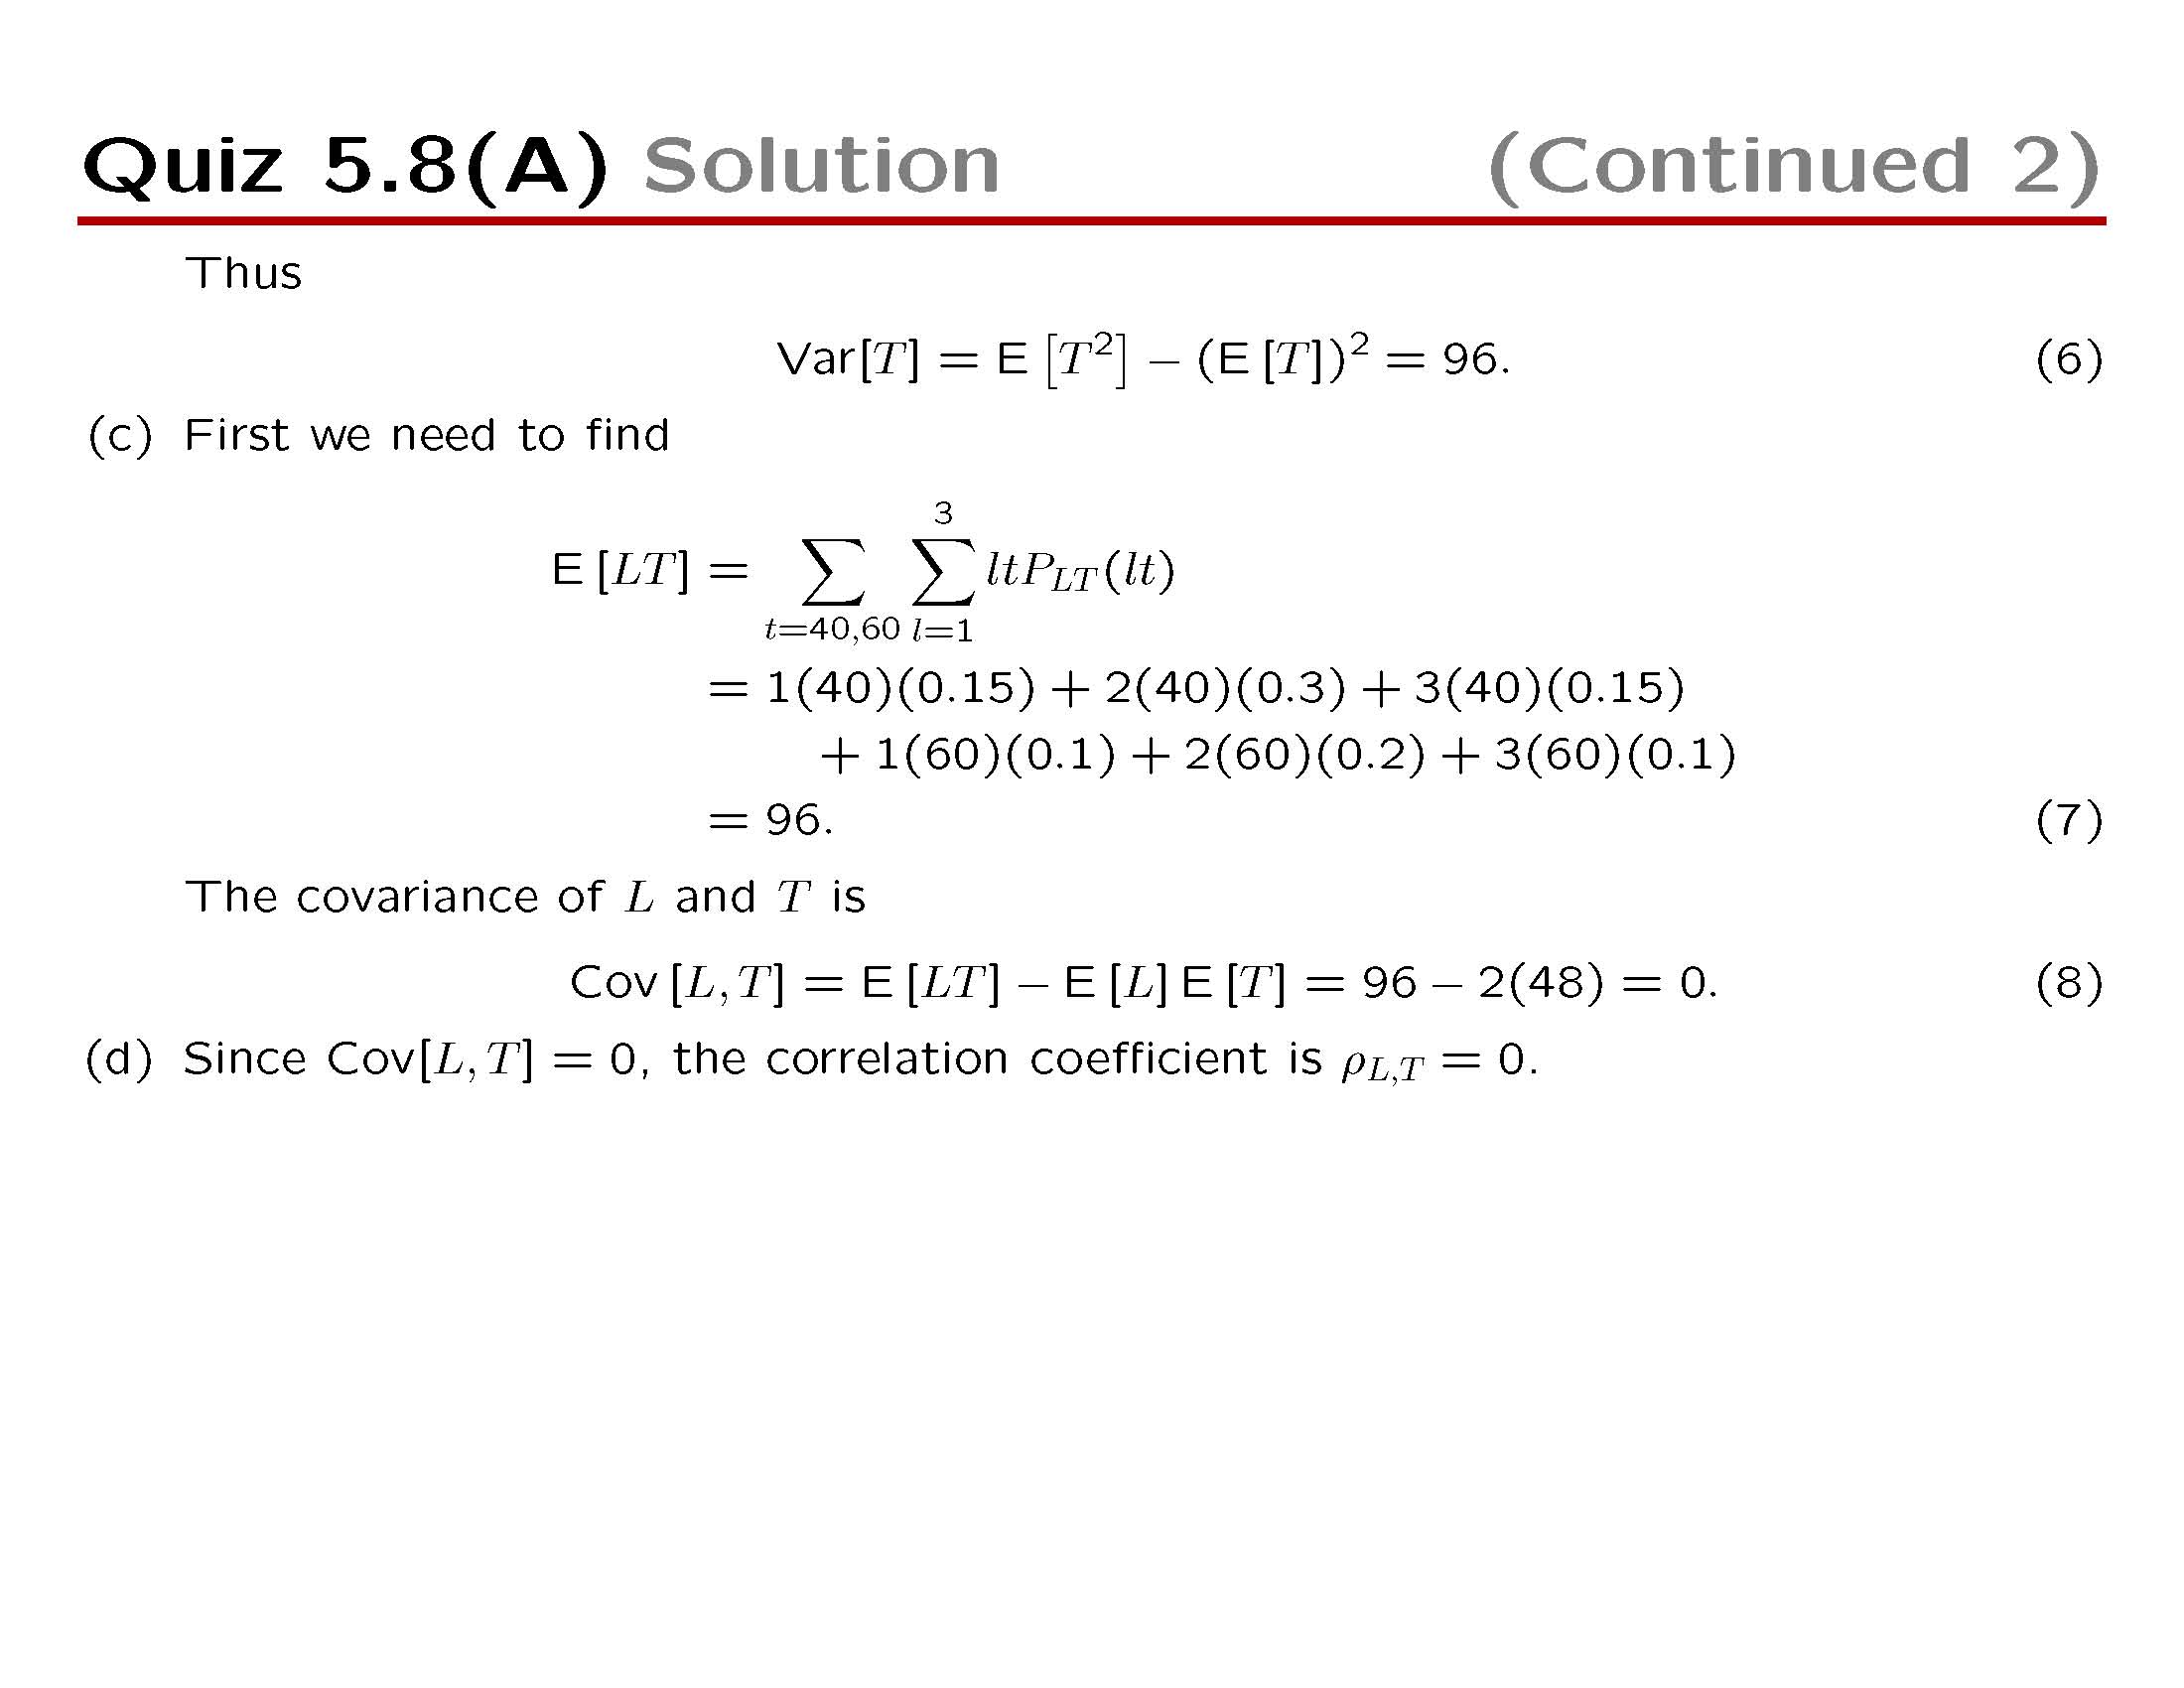 Quiz 5.8(A) Solution (Continued 2)
Thus
Var[T] = E [T²] − (E [T])² = 96. (6)
(c) First we need to find
E [LT] = ∑_{t=40,60} ∑_{l=1}^{3} ltP_{LT}(lt)
= 1(40)(0.15) + 2(40)(0.3) + 3(40)(0.15)
+ 1(60)(0.1) + 2(60)(0.2) + 3(60)(0.1)
= 96. (7)
The covariance of L and T is
Cov [L, T] = E [LT] − E [L] E [T] = 96 − 2(48) = 0. (8)
(d) Since Cov[L, T] = 0, the correlation coefficient is ρ_{L,T} = 0.